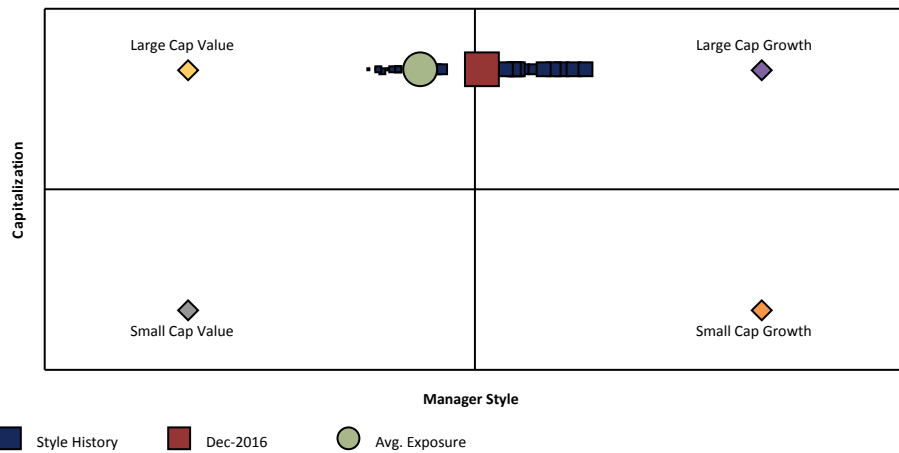 Large Cap Value
Large Cap Growth
Capitalization
Small Cap Value
Small Cap Growth
Manager Style
Style History
Dec-2016
Avg. Exposure